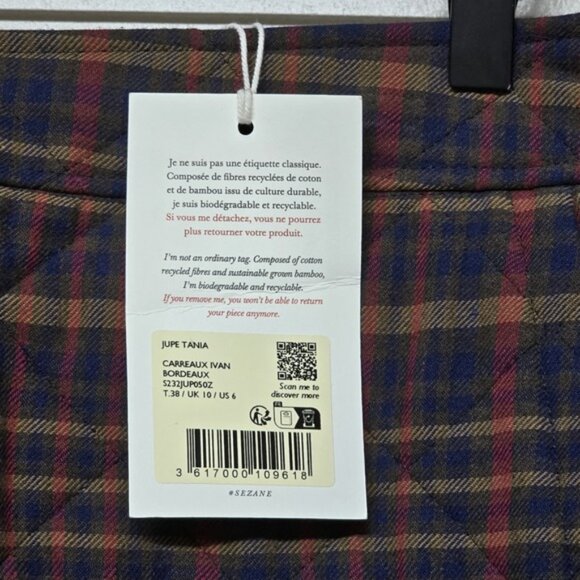 Je ne suis pas une étiquette classique.
Composée de fibres recyclées de coton
et de bambou issu de culture durable,
je suis biodégradable et recyclable.
Si vous me détachez, vous ne pourrez
plus retourner votre produit.
I'm not an ordinary tag. Composed of cotton
recycled fibres and sustainable grown bamboo,
I'm biodegradable and recyclable.
If you remove me, you won't be able to return
your piece anymore.
JUPE TANIA
CARREAUX IVAN
BORDEAUX
S232JUP050Z
T.38 / UK 10 / US 6
Scan me to
discover more
FR
3 617000 109618
#SEZANE